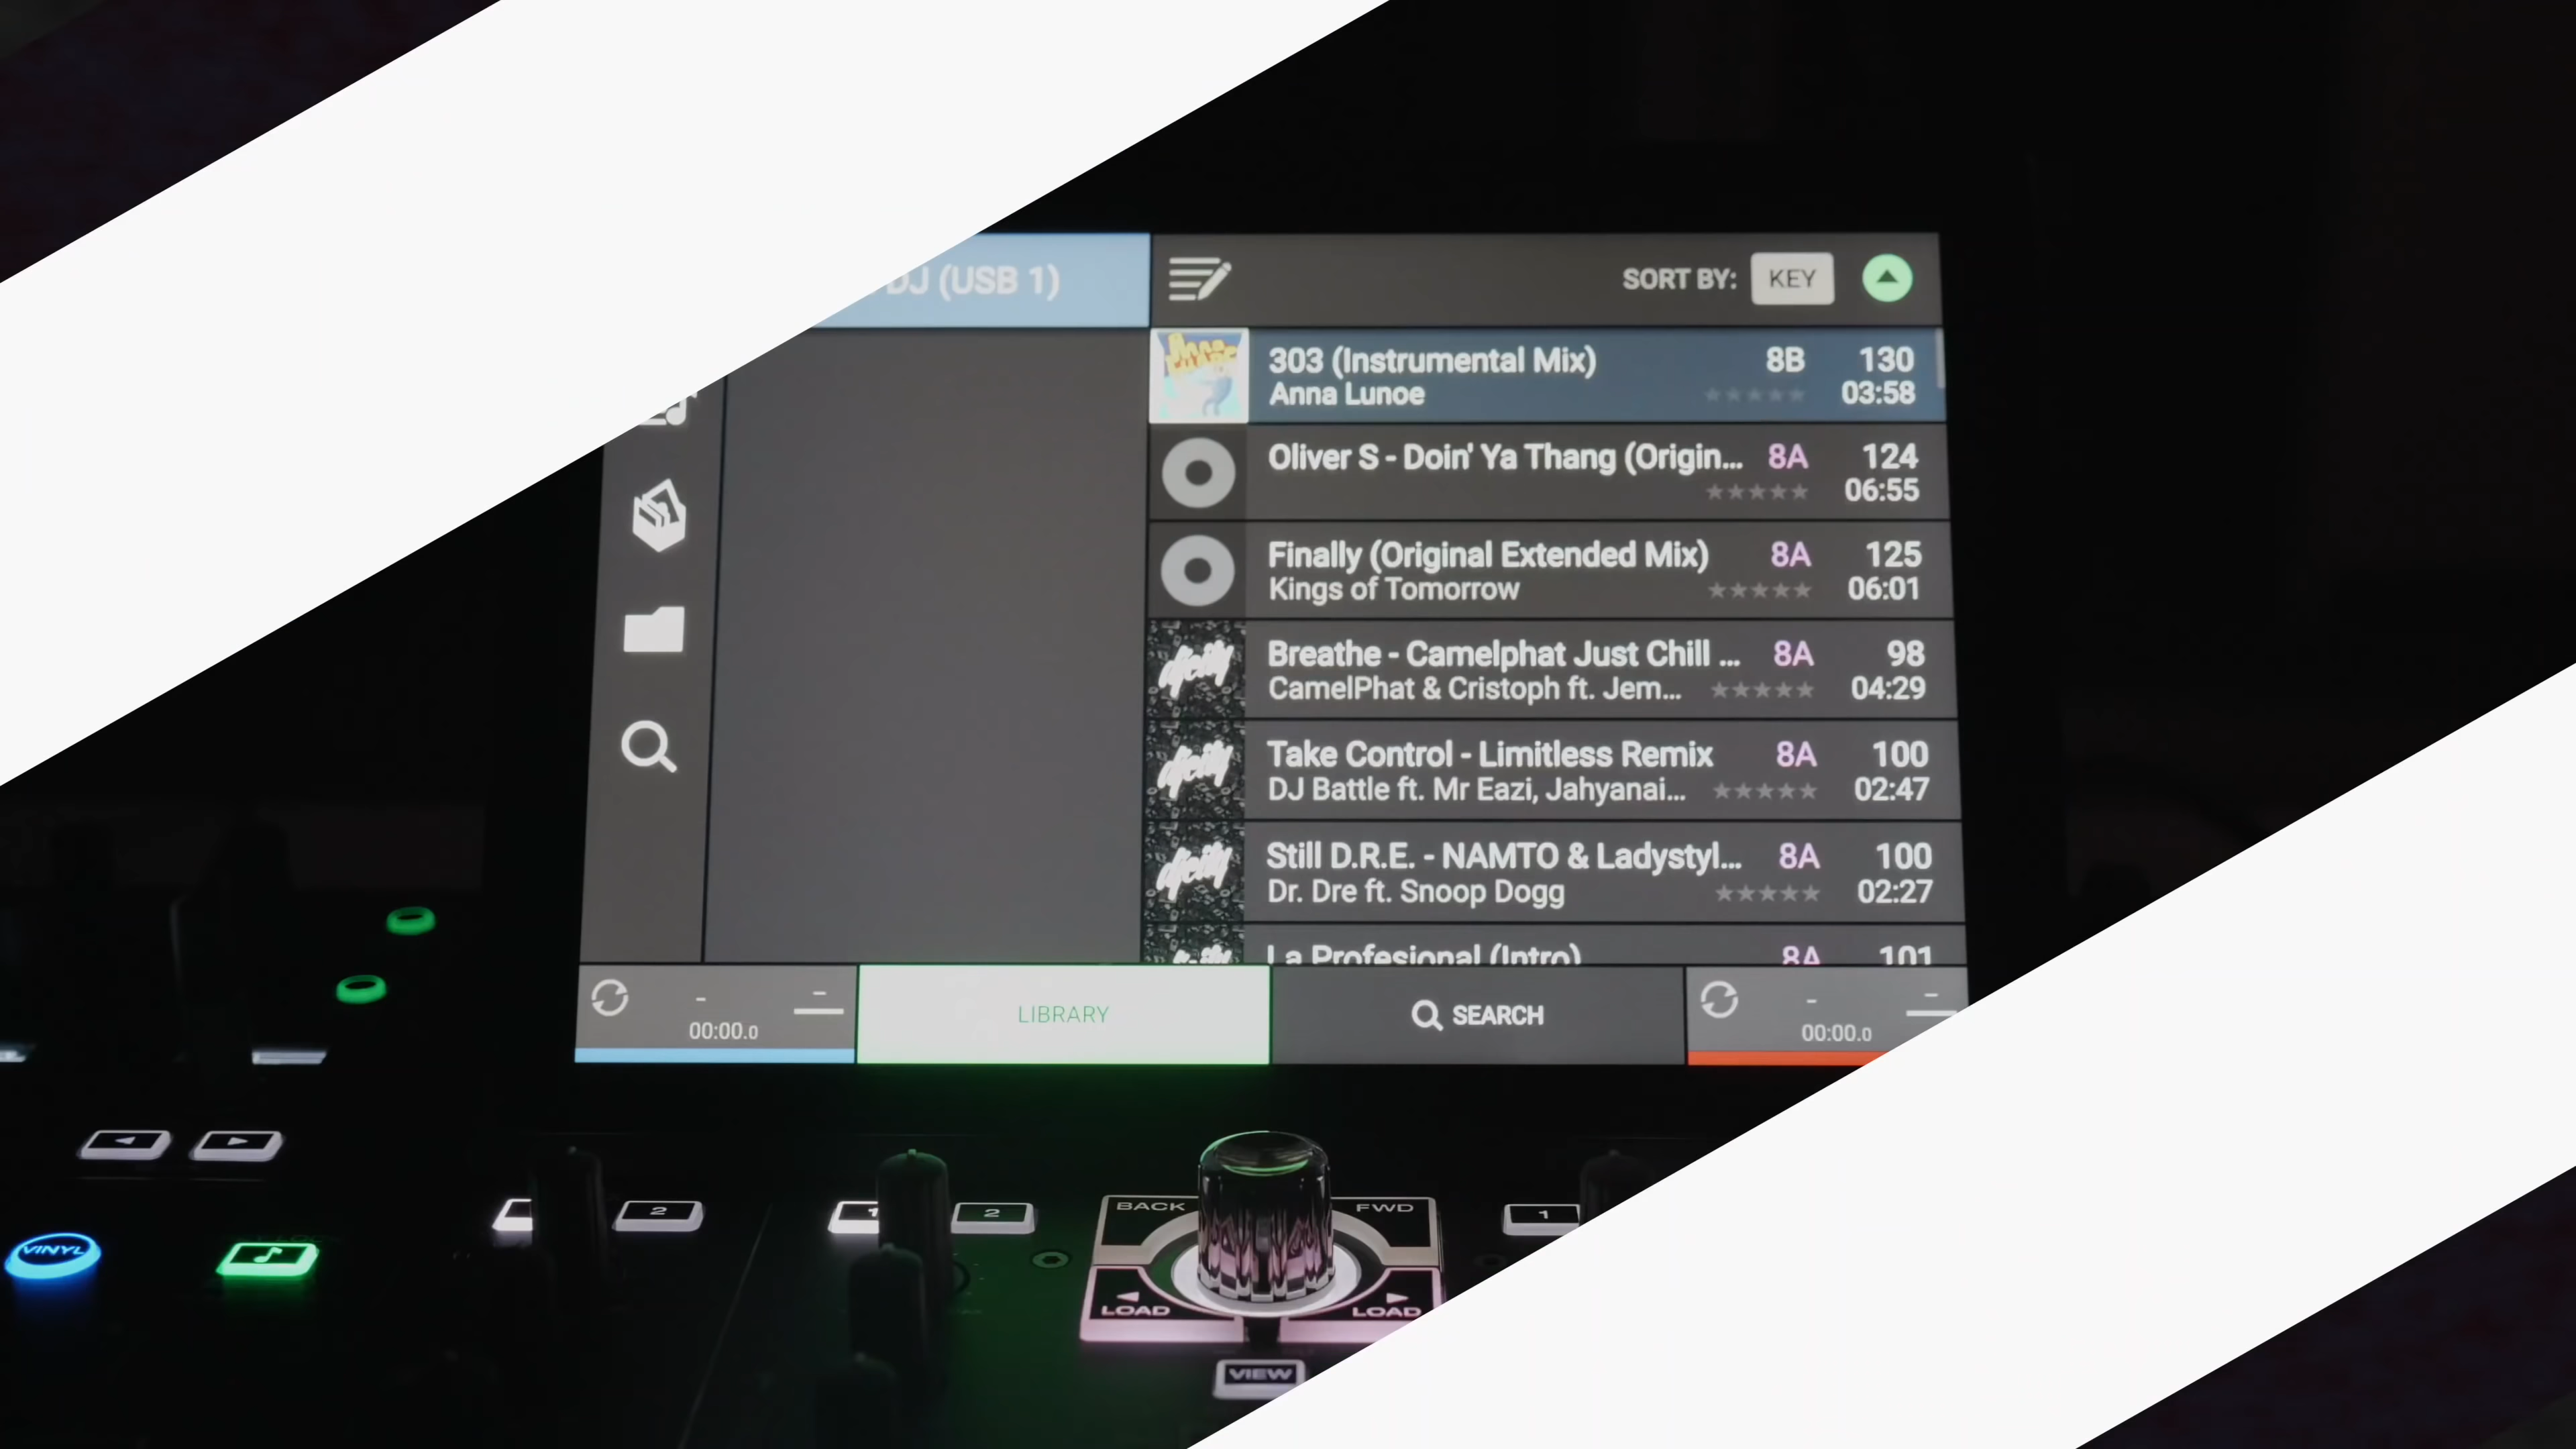 DJ (USB 1)
SORT BY: KEY
303 (Instrumental Mix) 8B 130
Anna Lunoe 03:58
Oliver S - Doin' Ya Thang (Origin... 8A 124
06:55
Finally (Original Extended Mix) 8A 125
Kings of Tomorrow 06:01
Breathe - Camelphat Just Chill ... 8A 98
CamelPhat & Cristoph ft. Jem... 04:29
Take Control - Limitless Remix 8A 100
DJ Battle ft. Mr Eazi, Jahyanai... 02:47
Still D.R.E. - NAMTO & Ladystyl... 8A 100
Dr. Dre ft. Snoop Dogg 02:27
La Profesional (Intro) 8A 101
- –
00:00.0
LIBRARY
SEARCH
- –
00:00.0
2
1
2
BACK
FWD
1
VINYL
LOAD
LOAD
VIEW